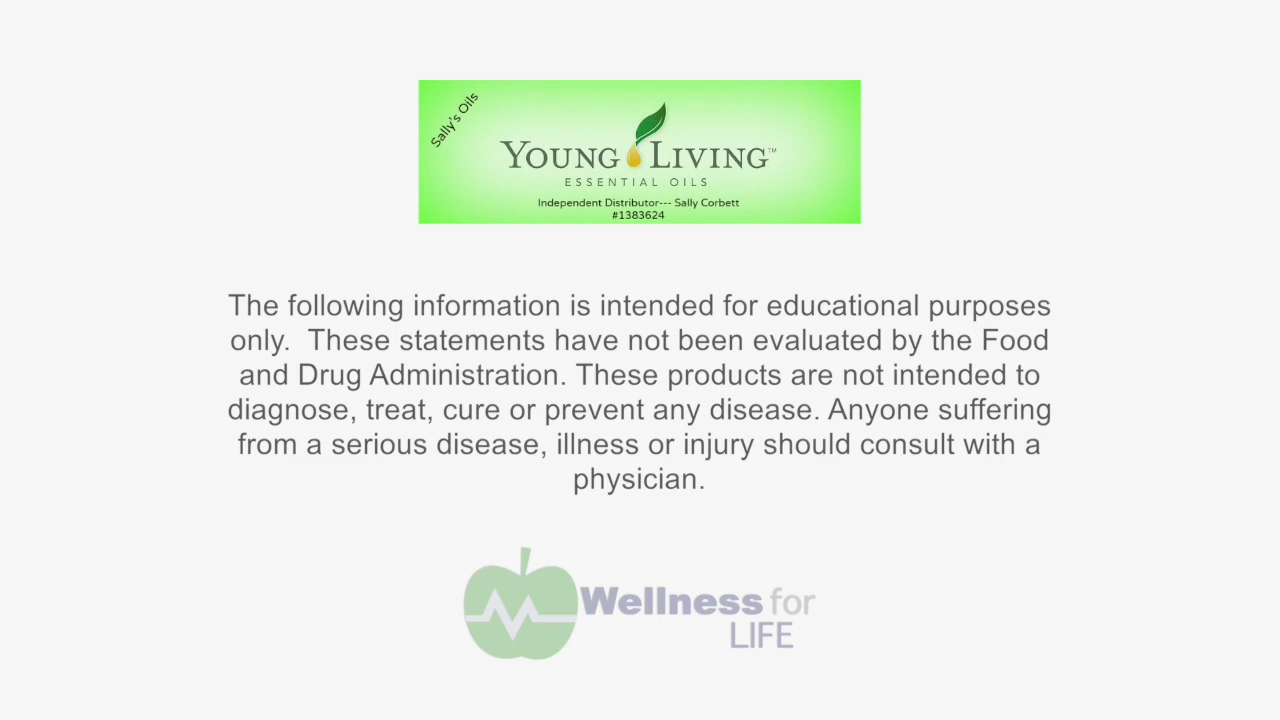 Sally's Oils
YOUNG LIVING™
ESSENTIAL OILS
Independent Distributor--- Sally Corbett
#1383624
The following information is intended for educational purposes
only.  These statements have not been evaluated by the Food
and Drug Administration. These products are not intended to
diagnose, treat, cure or prevent any disease. Anyone suffering
from a serious disease, illness or injury should consult with a
physician.
Wellness for
LIFE